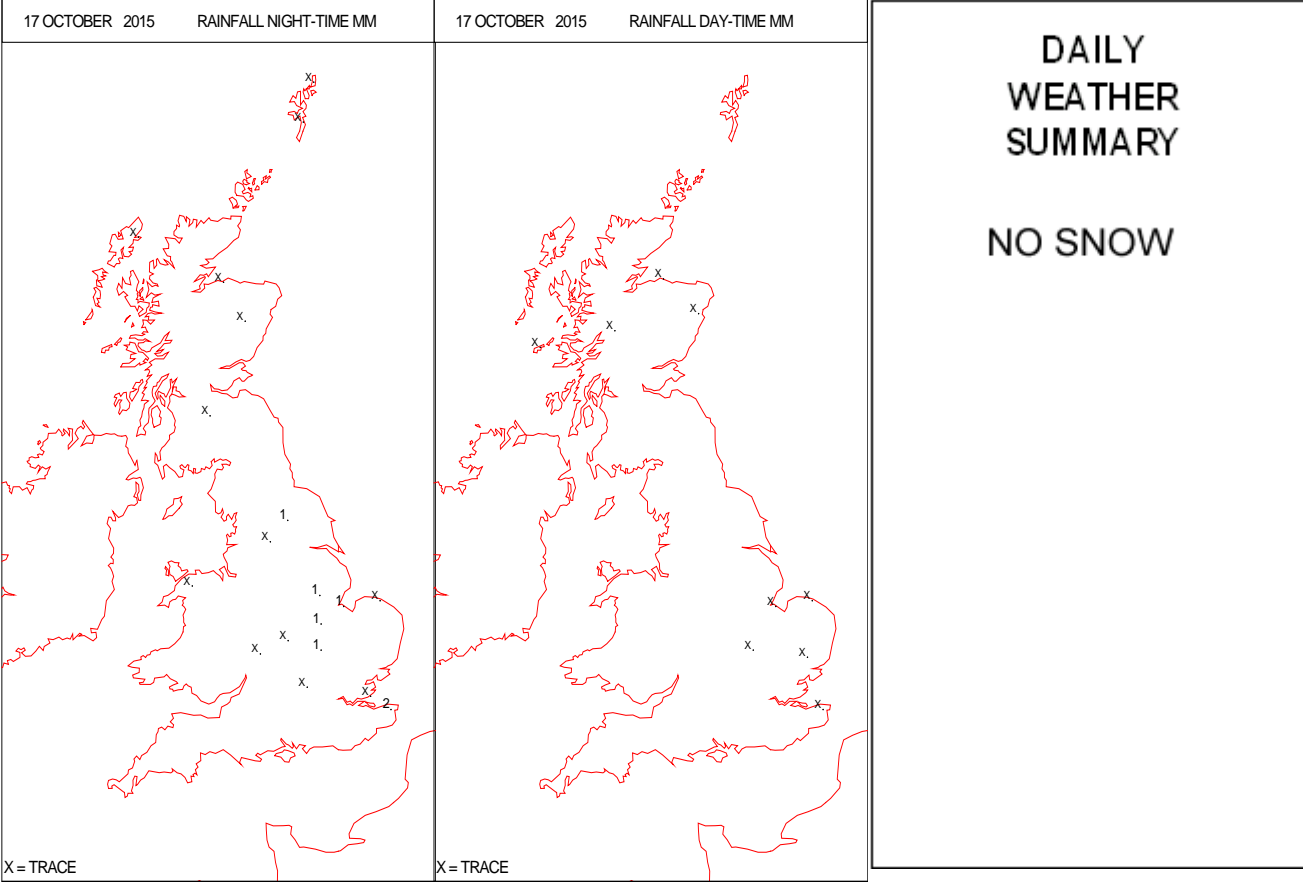 17 OCTOBER 2015 RAINFALL NIGHT-TIME MM
X
X.
X.
X.
X.
X.
1.
X.
X.
1.
1.
X.
1.
X.
1.
X.
X.
X.
2.
X = TRACE
17 OCTOBER 2015 RAINFALL DAY-TIME MM
X.
X.
X.
X.
X.
X.
X.
X.
X.
X = TRACE
DAILY
WEATHER
SUMMARY
NO SNOW